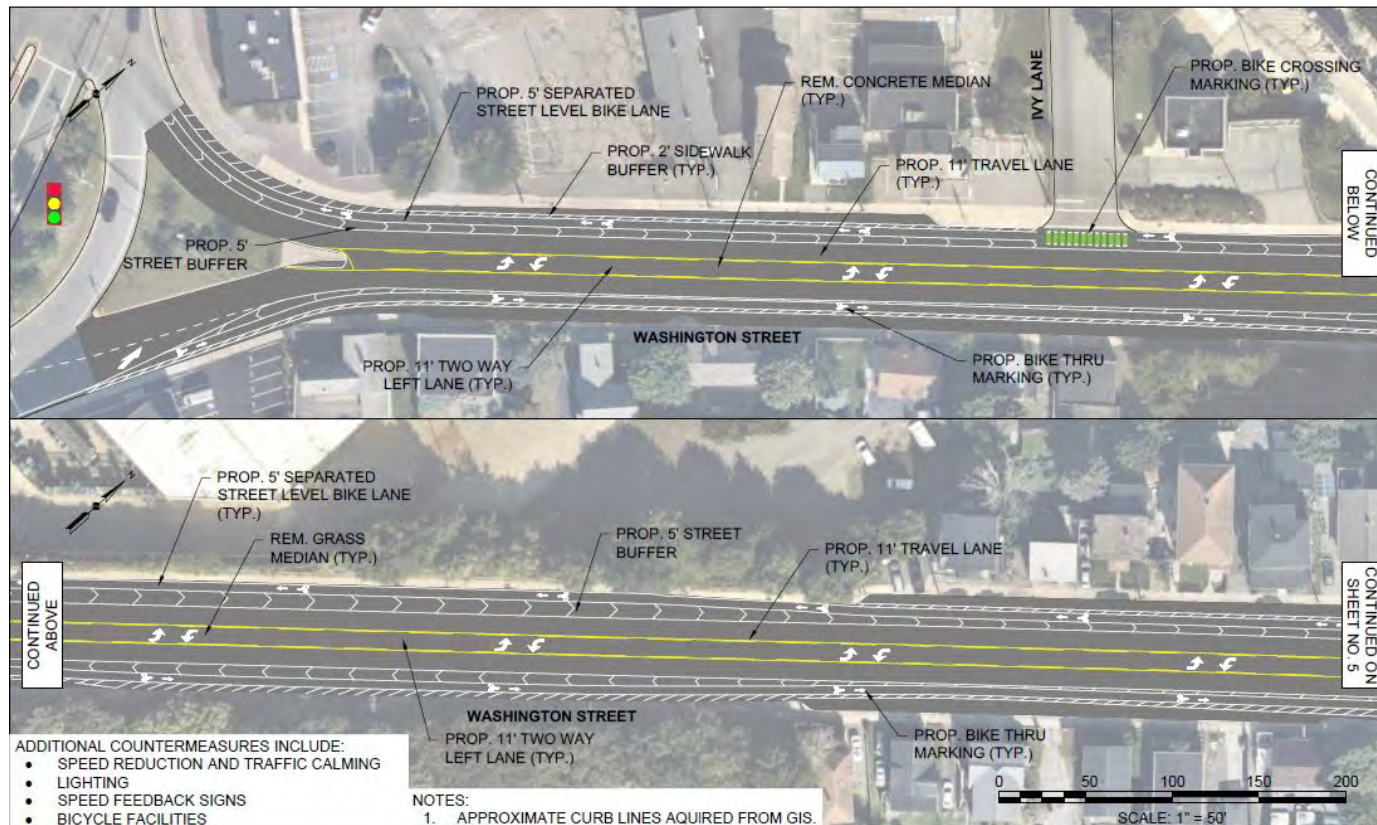 PROP. 5' SEPARATED
STREET LEVEL BIKE LANE
PROP. 2' SIDEWALK
BUFFER (TYP.)
REM. CONCRETE MEDIAN
(TYP.)
PROP. 11' TRAVEL LANE
(TYP.)
IVY LANE
PROP. BIKE CROSSING
MARKING (TYP.)
CONTINUED
BELOW
N
PROP. 5'
STREET BUFFER
WASHINGTON STREET
PROP. 11' TWO WAY
LEFT LANE (TYP.)
PROP. BIKE THRU
MARKING (TYP.)
PROP. 5' SEPARATED
STREET LEVEL BIKE LANE
(TYP.)
N
REM. GRASS
MEDIAN (TYP.)
PROP. 5' STREET
BUFFER
PROP. 11' TRAVEL LANE
(TYP.)
CONTINUED
ABOVE
CONTINUED ON
SHEET NO. 5
WASHINGTON STREET
PROP. 11' TWO WAY
LEFT LANE (TYP.)
PROP. BIKE THRU
MARKING (TYP.)
ADDITIONAL COUNTERMEASURES INCLUDE:
• SPEED REDUCTION AND TRAFFIC CALMING
• LIGHTING
• SPEED FEEDBACK SIGNS
• BICYCLE FACILITIES
NOTES:
1. APPROXIMATE CURB LINES AQUIRED FROM GIS.
0 50 100 150 200
SCALE: 1" = 50'